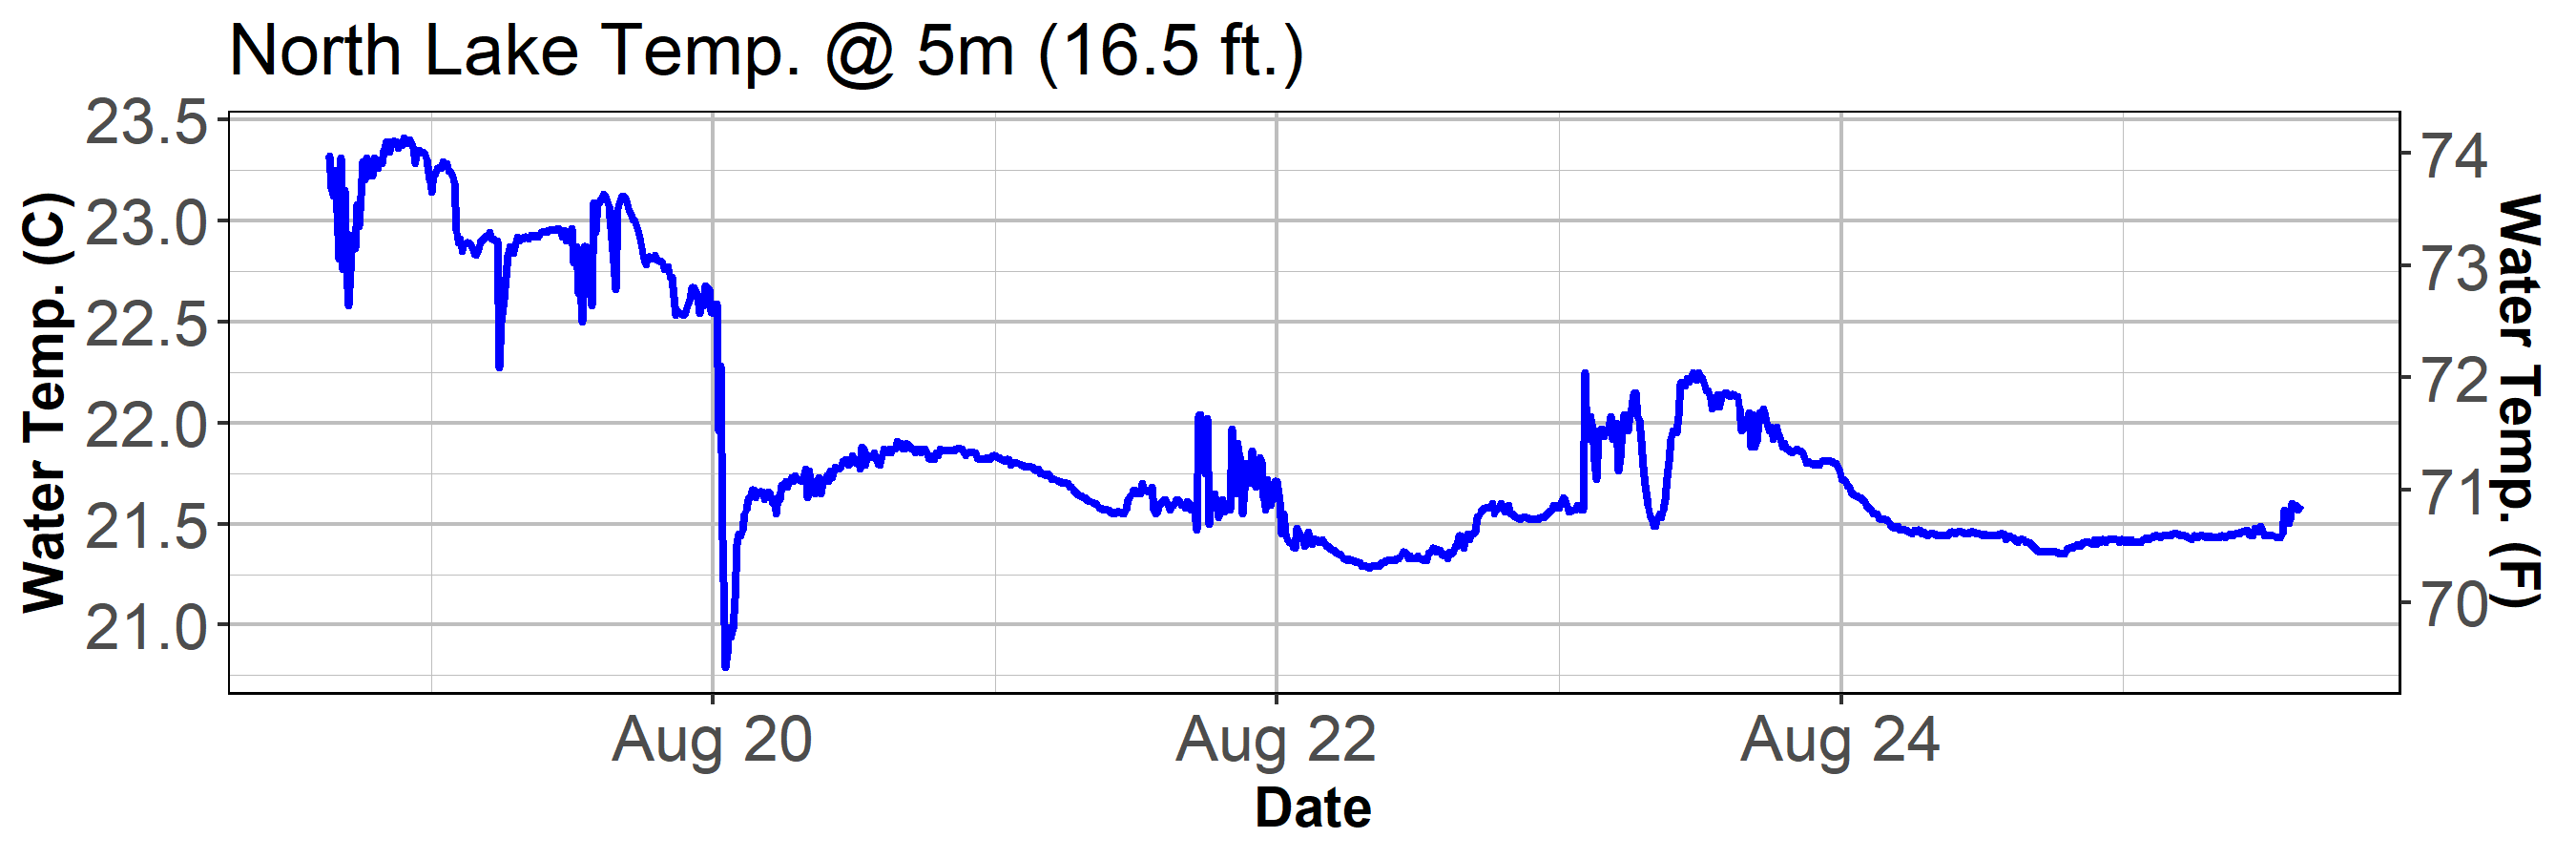 North Lake Temp. @ 5m (16.5 ft.)
Water Temp. (C)
23.5
23.0
22.5
22.0
21.5
21.0
74
73
72
71
70
Water Temp. (F)
Aug 20
Aug 22
Aug 24
Date